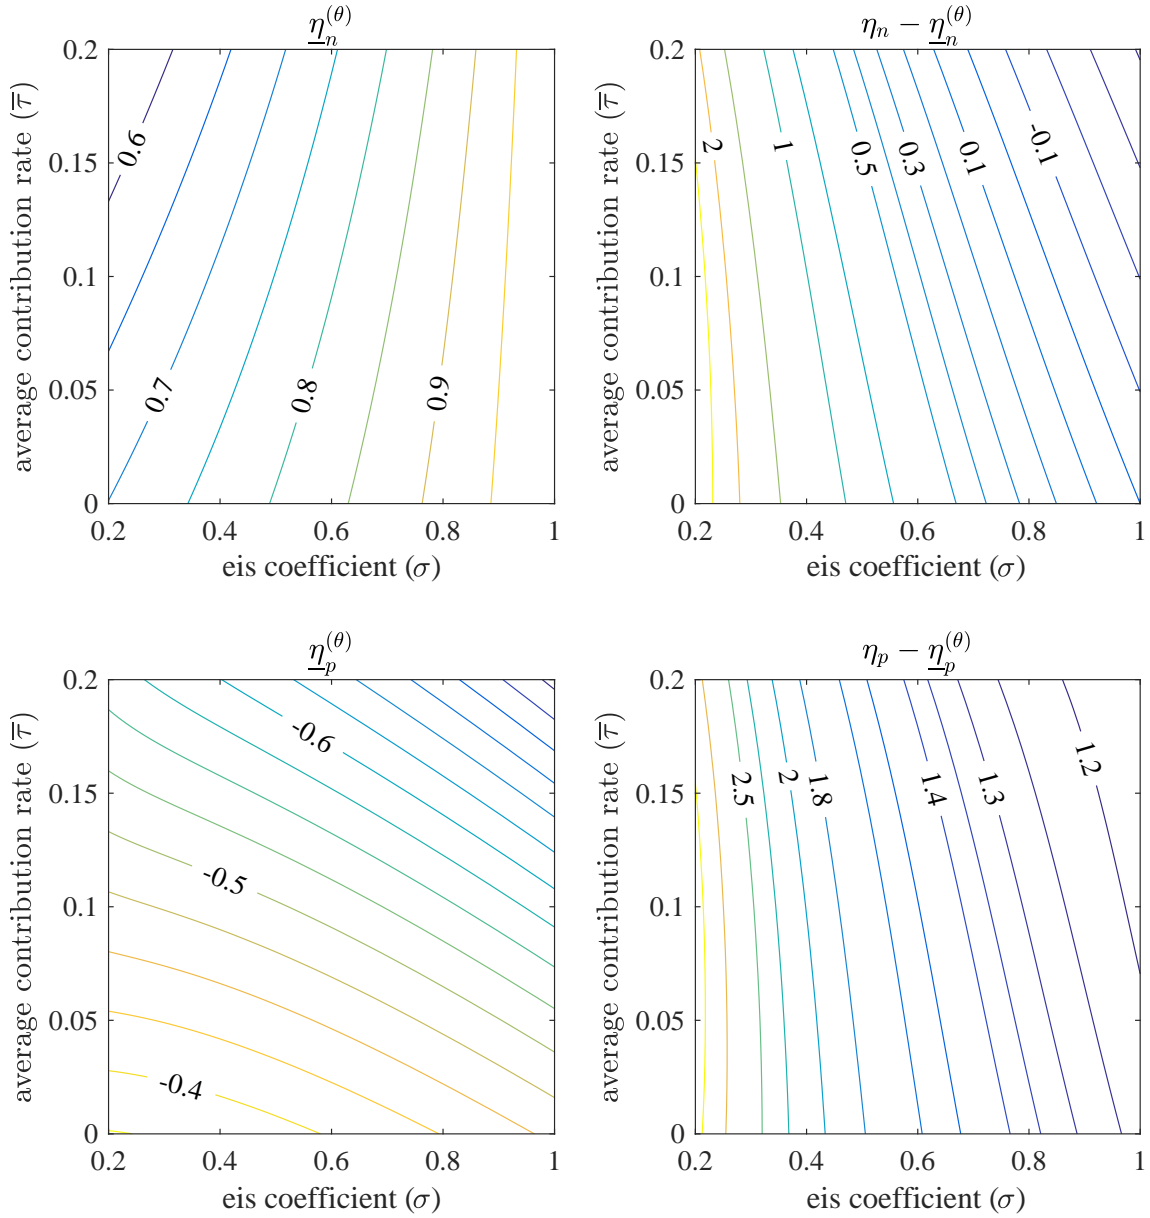 η_n^(θ)
0.2
0.15
0.1
0.05
0
0.2 0.4 0.6 0.8 1
average contribution rate (τ̅)
eis coefficient (σ)
0.6
0.7
0.8
0.9
η_n − η_n^(θ)
0.2
0.15
0.1
0.05
0
0.2 0.4 0.6 0.8 1
average contribution rate (τ̅)
eis coefficient (σ)
2
1
0.5
0.3
0.1
-0.1
η_p^(θ)
0.2
0.15
0.1
0.05
0
0.2 0.4 0.6 0.8 1
average contribution rate (τ̅)
eis coefficient (σ)
-0.6
-0.5
-0.4
η_p − η_p^(θ)
0.2
0.15
0.1
0.05
0
0.2 0.4 0.6 0.8 1
average contribution rate (τ̅)
eis coefficient (σ)
2.5
2
1.8
1.4
1.3
1.2